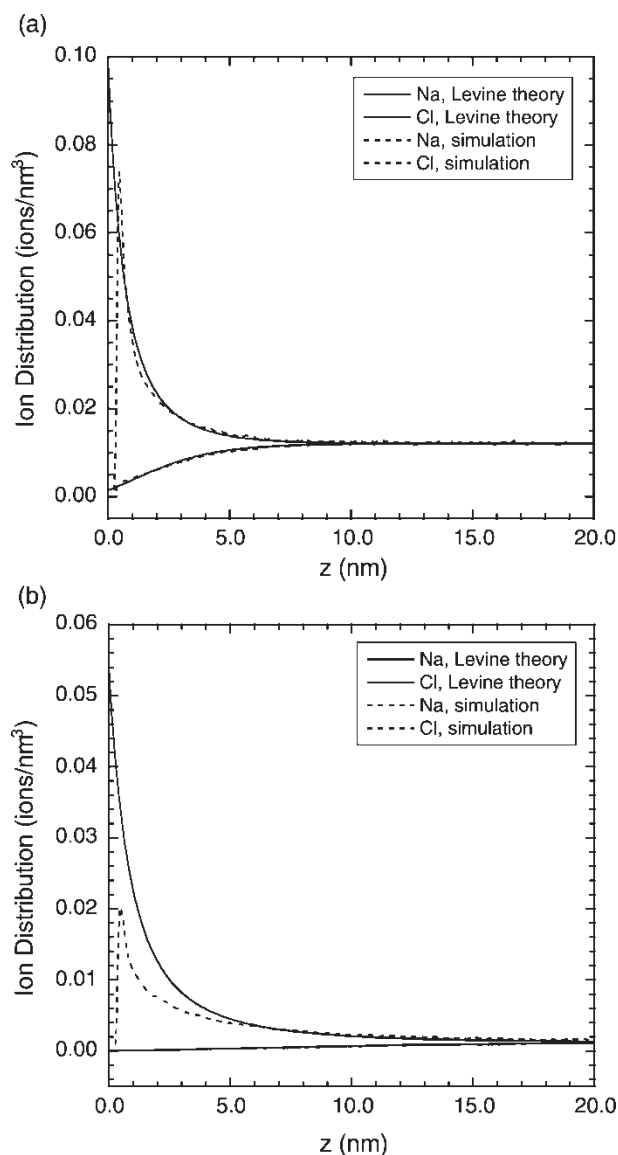 (a)
0.10
0.08
0.06
0.04
0.02
0.00
Ion Distribution (ions/nm³)
Na, Levine theory
Cl, Levine theory
Na, simulation
Cl, simulation
0.0 5.0 10.0 15.0 20.0
z (nm)
(b)
0.06
0.05
0.04
0.03
0.02
0.01
0.00
Ion Distribution (ions/nm³)
Na, Levine theory
Cl, Levine theory
Na, simulation
Cl, simulation
0.0 5.0 10.0 15.0 20.0
z (nm)